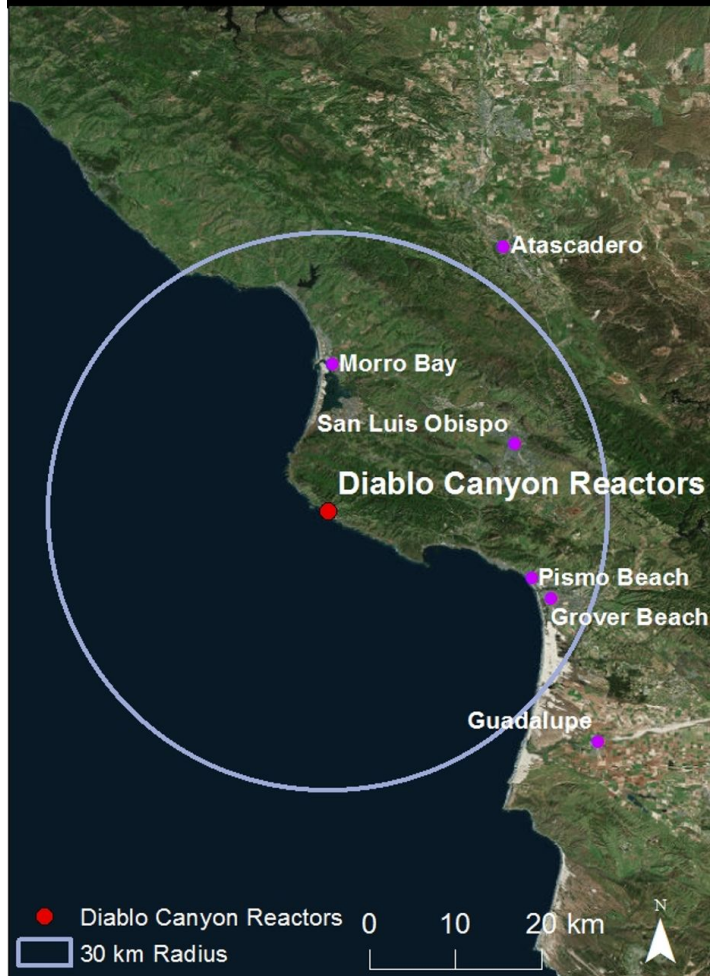 Atascadero
Morro Bay
San Luis Obispo
Diablo Canyon Reactors
Pismo Beach
Grover Beach
Guadalupe
Diablo Canyon Reactors
30 km Radius
0 10 20 km
N